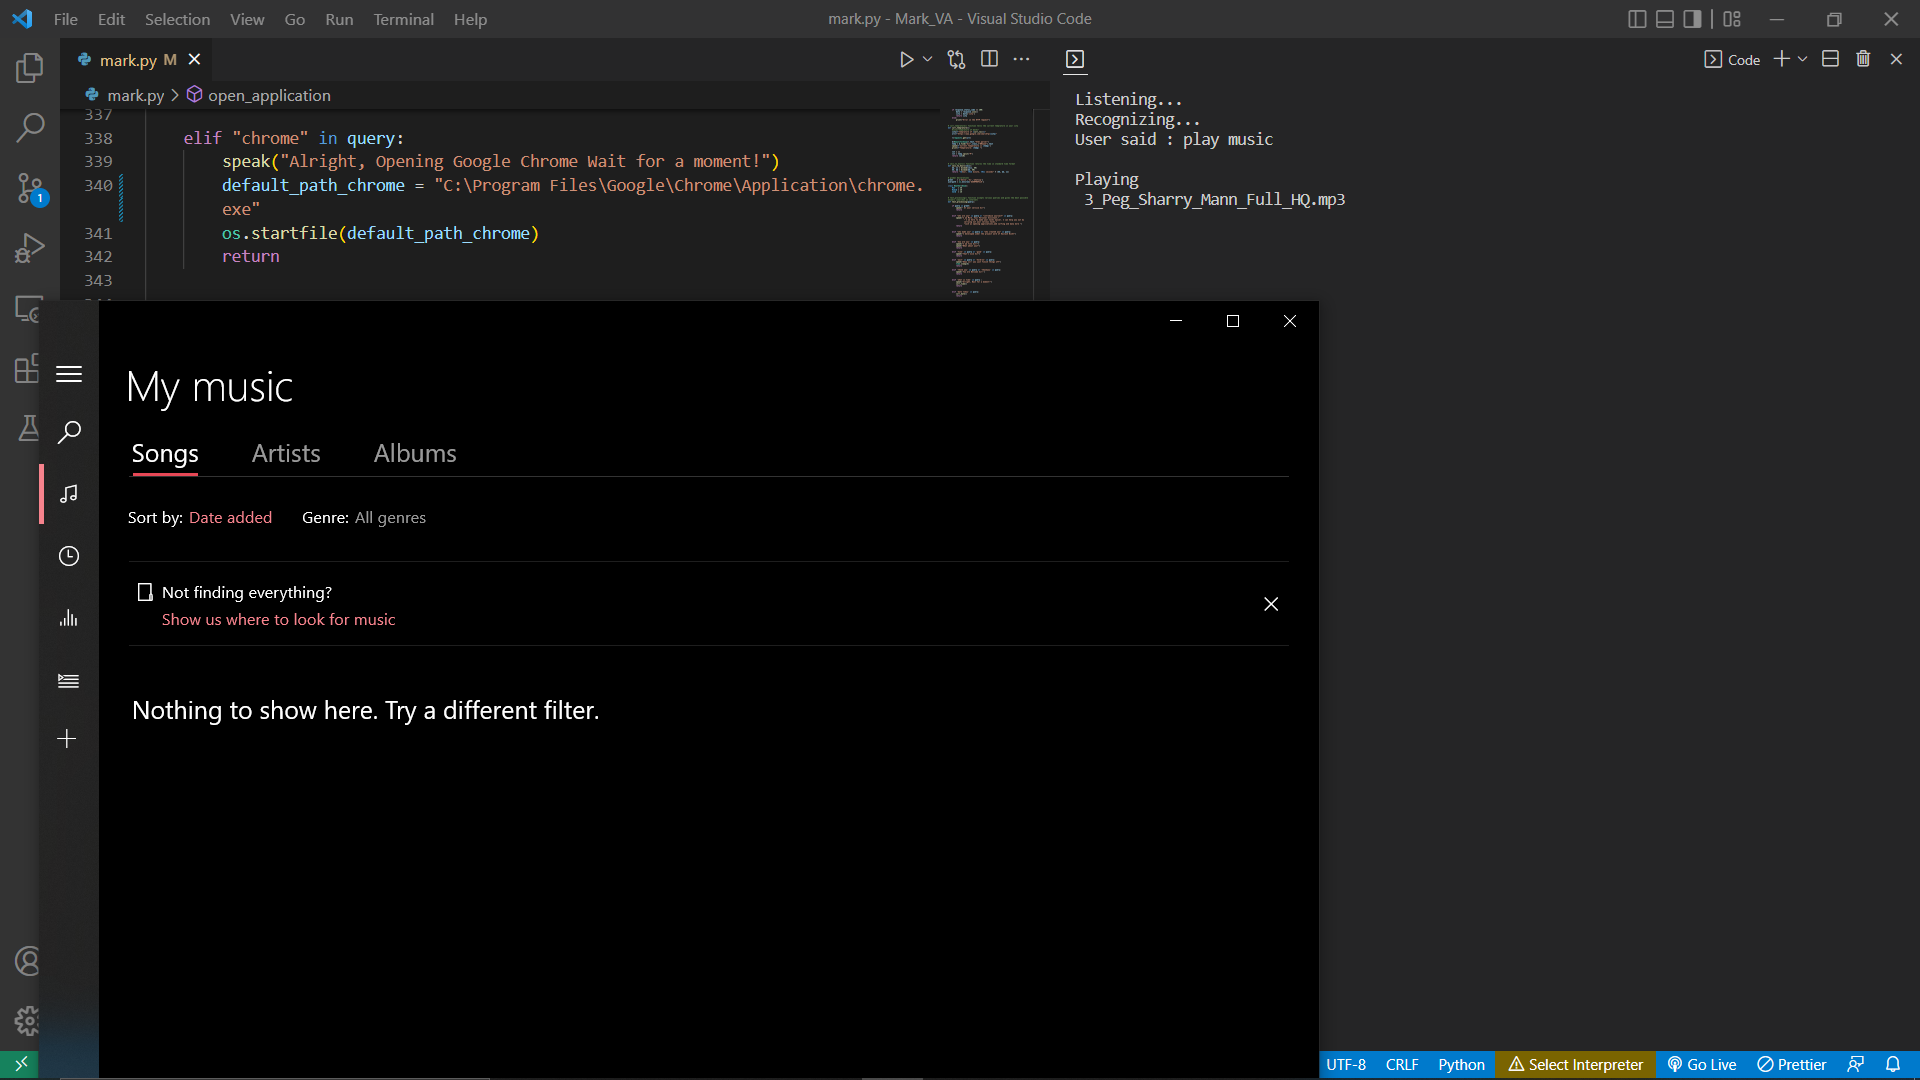 File Edit Selection View Go Run Terminal Help
mark.py - Mark_VA - Visual Studio Code
mark.py M
mark.py > open_application
337
338 elif "chrome" in query:
339 speak("Alright, Opening Google Chrome Wait for a moment!")
340 default_path_chrome = "C:\Program Files\Google\Chrome\Application\chrome.
exe"
341 os.startfile(default_path_chrome)
342 return
343
1
Code
Listening...
Recognizing...
User said : play music
Playing
3_Peg_Sharry_Mann_Full_HQ.mp3
My music
Songs Artists Albums
Sort by: Date added Genre: All genres
Not finding everything?
Show us where to look for music
Nothing to show here. Try a different filter.
UTF-8 CRLF Python Select Interpreter Go Live Prettier